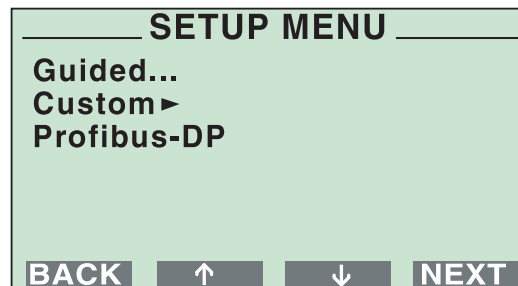 SETUP MENU
Guided...
Custom►
Profibus-DP
BACK ↑ ↓ NEXT